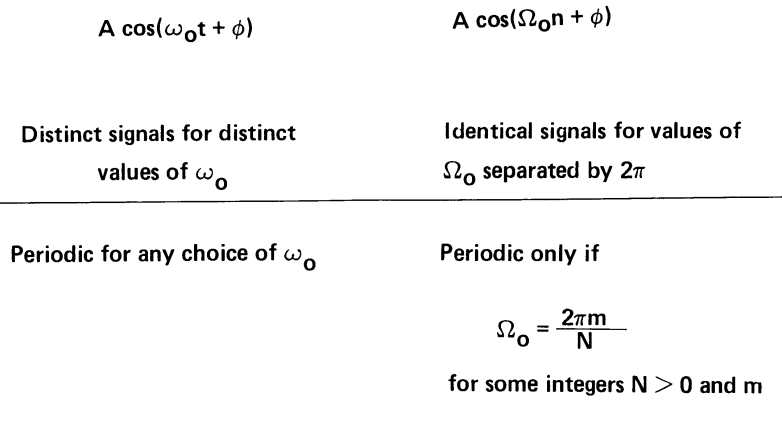 A cos(ω₀t + ϕ)
A cos(Ω₀n + ϕ)
Distinct signals for distinct
values of ω₀
Identical signals for values of
Ω₀ separated by 2π
Periodic for any choice of ω₀
Periodic only if
Ω₀ = 2πm / N
for some integers N > 0 and m